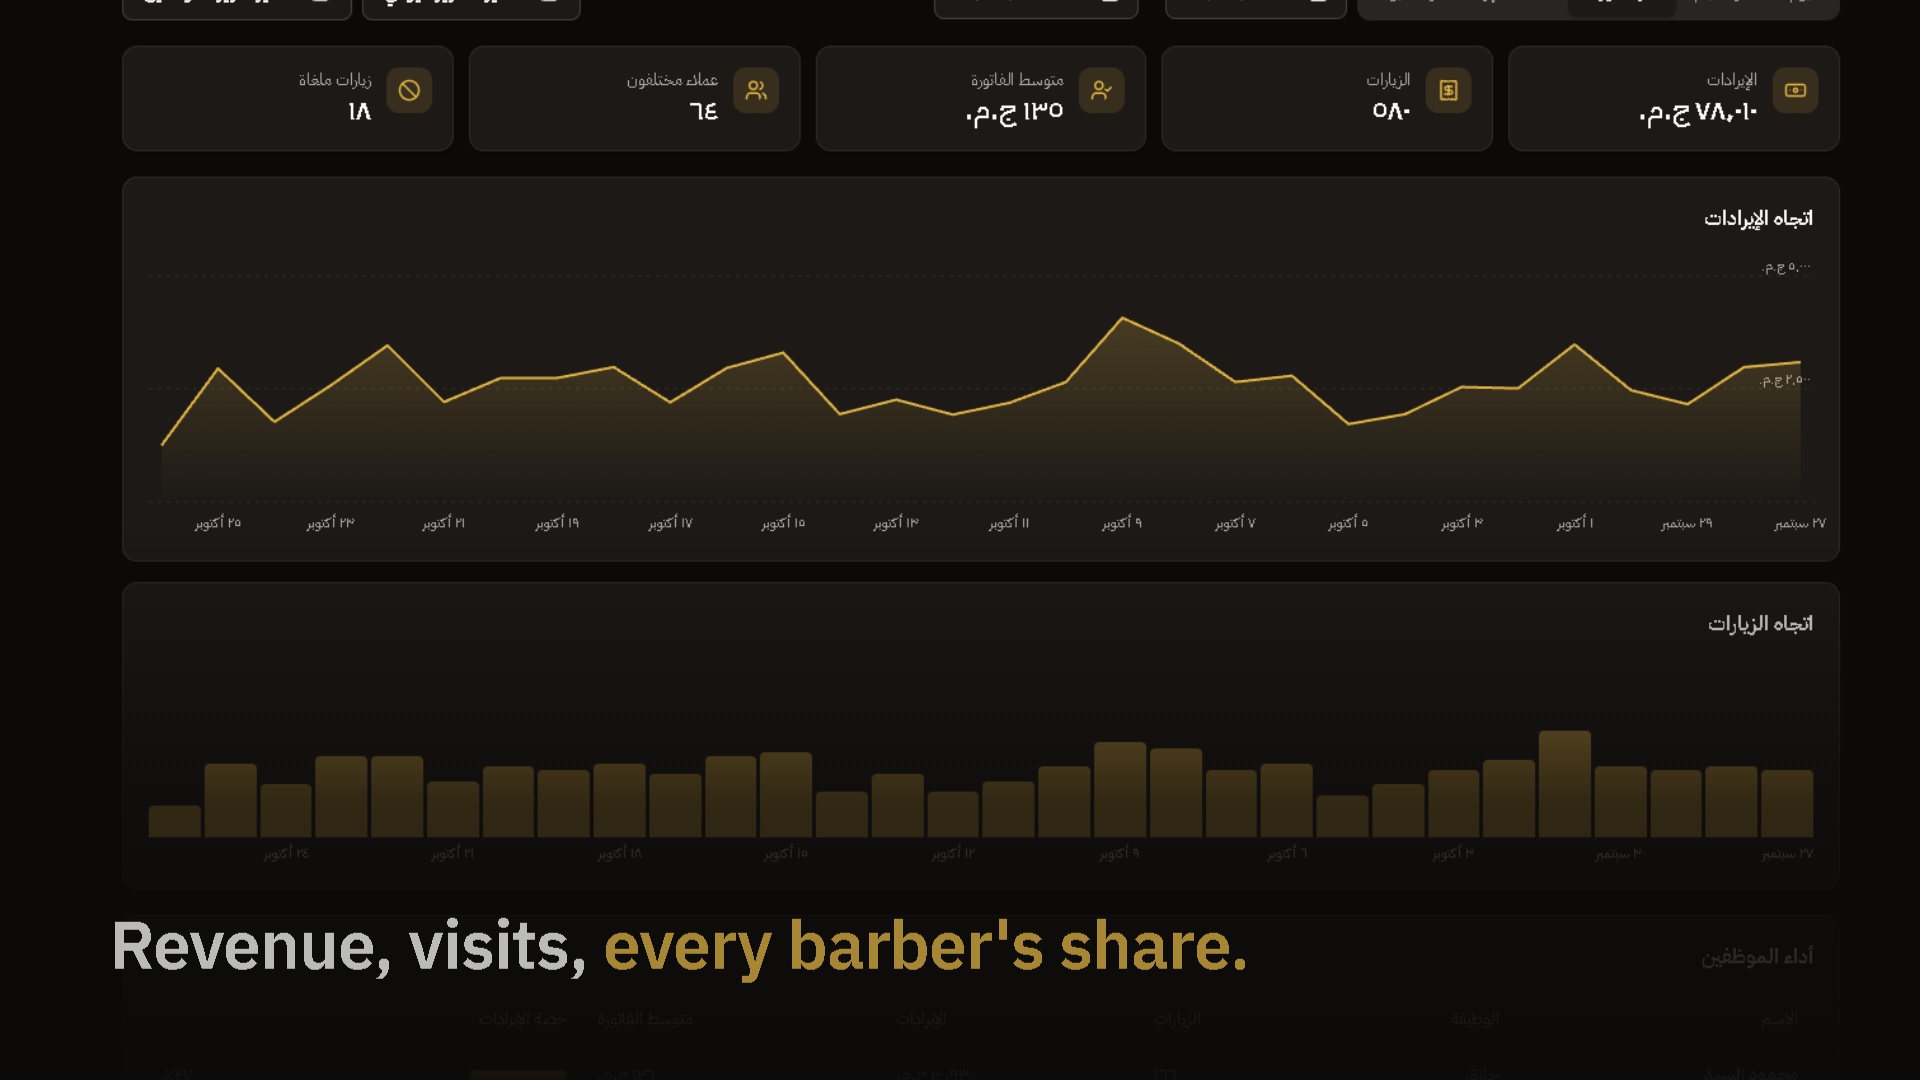 الإيرادات
٧٨,٠١٠ ج.م.
الزيارات
٥٨٠
متوسط الفاتورة
١٣٥ ج.م.
عملاء مختلفون
٦٤
زيارات ملغاة
١٨
اتجاه الإيرادات
٥,٠٠٠ ج.م.
٢,٥٠٠ ج.م.
٢٧ سبتمبر ٢٩ سبتمبر ١ أكتوبر ٣ أكتوبر ٥ أكتوبر ٧ أكتوبر ٩ أكتوبر ١١ أكتوبر ١٣ أكتوبر ١٥ أكتوبر ١٧ أكتوبر ١٩ أكتوبر ٢١ أكتوبر ٢٣ أكتوبر ٢٥ أكتوبر
اتجاه الزيارات
٢٧ سبتمبر ٣٠ سبتمبر ٣ أكتوبر ٦ أكتوبر ٩ أكتوبر ١٢ أكتوبر ١٥ أكتوبر ١٨ أكتوبر ٢١ أكتوبر ٢٤ أكتوبر
Revenue, visits, every barber's share.
أداء الموظفين
الاسم الوظيفة الزيارات الإيرادات متوسط الفاتورة حصة الإيرادات